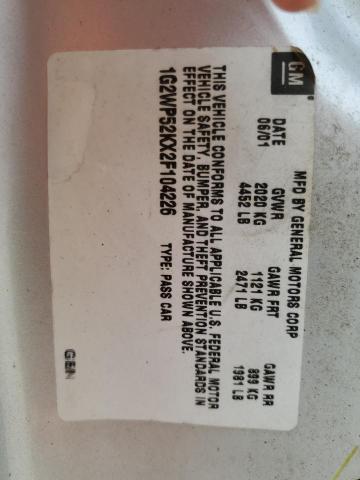 GM
MFD BY GENERAL MOTORS CORP
DATE GVWR GAWR FRT GAWR RR
06/01 2020 KG 1121 KG 899 KG
4452 LB 2471 LB 1981 LB
THIS VEHICLE CONFORMS TO ALL APPLICABLE U.S. FEDERAL MOTOR
VEHICLE SAFETY, BUMPER, AND THEFT PREVENTION STANDARDS IN
EFFECT ON THE DATE OF MANUFACTURE SHOWN ABOVE.
1G2WP52KX2F104226 TYPE: PASS CAR
GEN